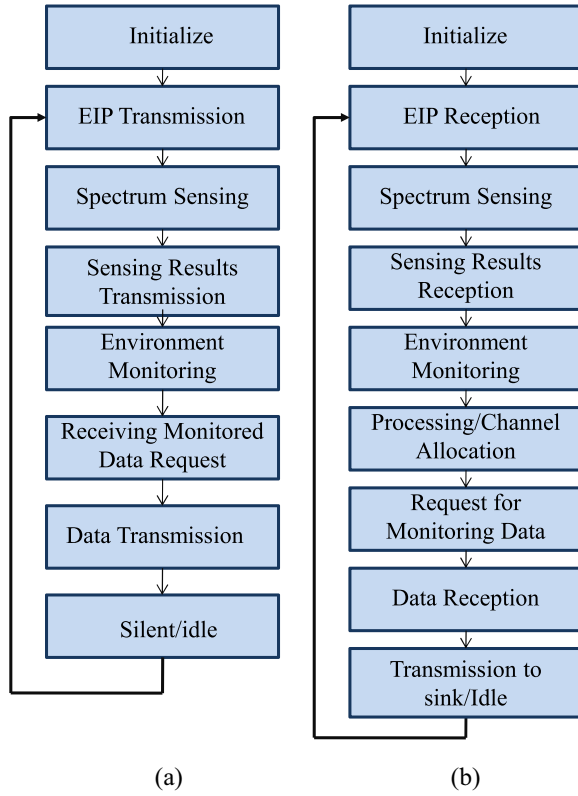 Initialize
EIP Transmission
Spectrum Sensing
Sensing Results
Transmission
Environment
Monitoring
Receiving Monitored
Data Request
Data Transmission
Silent/idle
(a)
Initialize
EIP Reception
Spectrum Sensing
Sensing Results
Reception
Environment
Monitoring
Processing/Channel
Allocation
Request for
Monitoring Data
Data Reception
Transmission to
sink/Idle
(b)